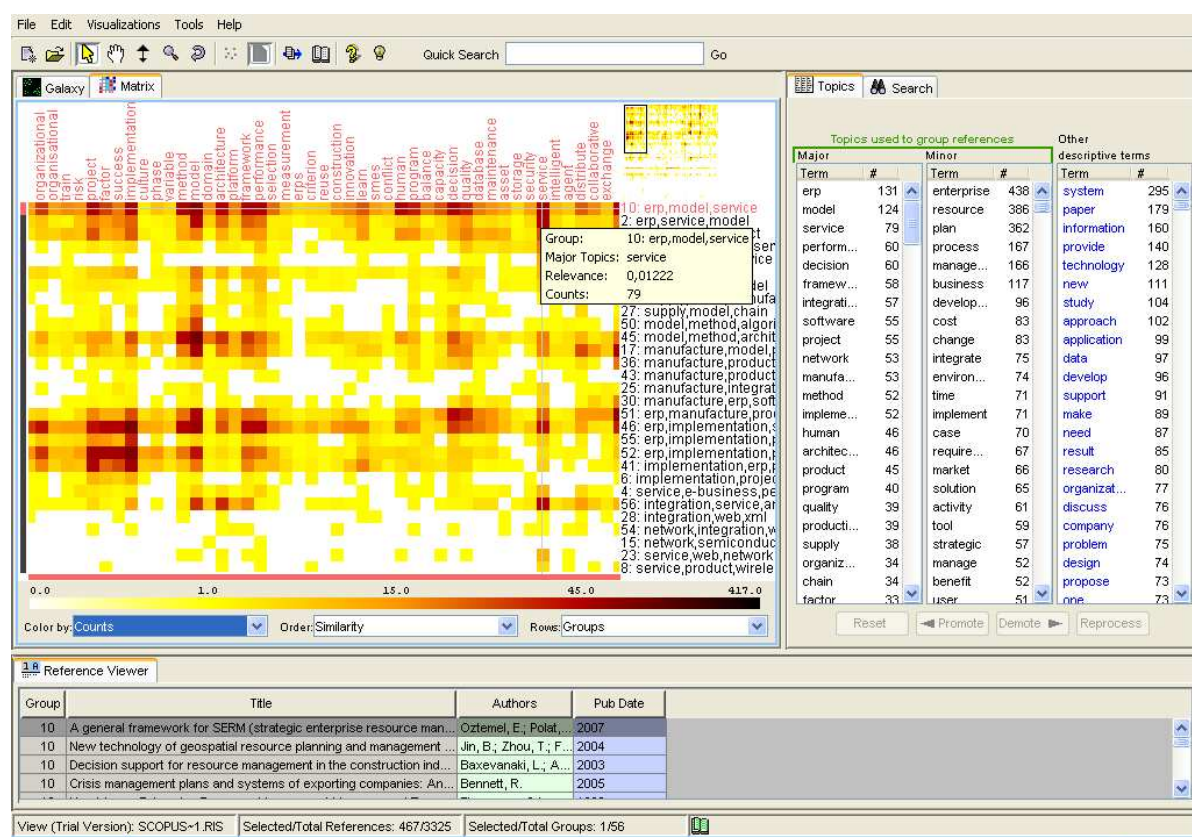 File Edit Visualizations Tools Help
Quick Search Go
Galaxy Matrix
Topics Search
organizational
organisational
train
risk
project
factor
success
implementation
culture
phase
variable
method
model
domain
architecture
platform
framework
performance
selection
measurement
erps
criterion
reuse
construction
innovation
learn
smes
conflict
human
program
balance
capacity
decision
quality
database
maintenance
asset
storage
security
service
intelligent
agent
distribute
collaborative
exchange
10: erp,model,service
2: erp,service,model
Group: 10: erp,model,service
Major Topics: service
Relevance: 0,01222
Counts: 79
27: supply,model,chain
50: model,method,algori
45: model,method,archit
17: manufacture,model,p
36: manufacture,product
43: manufacture,product
25: manufacture,integrat
30: manufacture,erp,soft
51: erp,manufacture,pro
46: erp,implementation,s
55: erp,implementation,p
52: erp,implementation,p
41: implementation,erp,p
6: implementation,projec
4: service,e-business,pe
56: integration,service,ar
28: integration,web,xml
54: network,integration,w
15: network,semiconduc
23: service,web,network
8: service,product,wirele
0.0 1.0 15.0 45.0 417.0
Color by: Counts Order: Similarity Rows: Groups
Topics used to group references Other
Major Minor descriptive terms
Term # Term # Term #
erp 131 enterprise 438 system 295
model 124 resource 386 paper 179
service 79 plan 362 information 160
perform... 60 process 167 provide 140
decision 60 manage... 166 technology 128
framew... 58 business 117 new 111
integrati... 57 develop... 96 study 104
software 55 cost 83 approach 102
project 55 change 83 application 99
network 53 integrate 75 data 97
manufa... 53 environ... 74 develop 96
method 52 time 71 support 91
impleme... 52 implement 71 make 89
human 46 case 70 need 87
architec... 46 require... 67 result 85
product 45 market 66 research 80
program 40 solution 65 organizat... 77
quality 39 activity 61 discuss 76
producti... 39 tool 59 company 76
supply 38 strategic 57 problem 75
organiz... 34 manage 52 design 74
chain 34 benefit 52 propose 73
factor 33 user 51 one 73
Reset Promote Demote Reprocess
Reference Viewer
Group Title Authors Pub Date
10 A general framework for SERM (strategic enterprise resource man... Oztemel, E.; Polat,... 2007
10 New technology of geospatial resource planning and management ... Jin, B.; Zhou, T.; F... 2004
10 Decision support for resource management in the construction ind... Baxevanaki, L.; A... 2003
10 Crisis management plans and systems of exporting companies: An... Bennett, R. 2005
View (Trial Version): SCOPUS~1.RIS Selected/Total References: 467/3325 Selected/Total Groups: 1/56